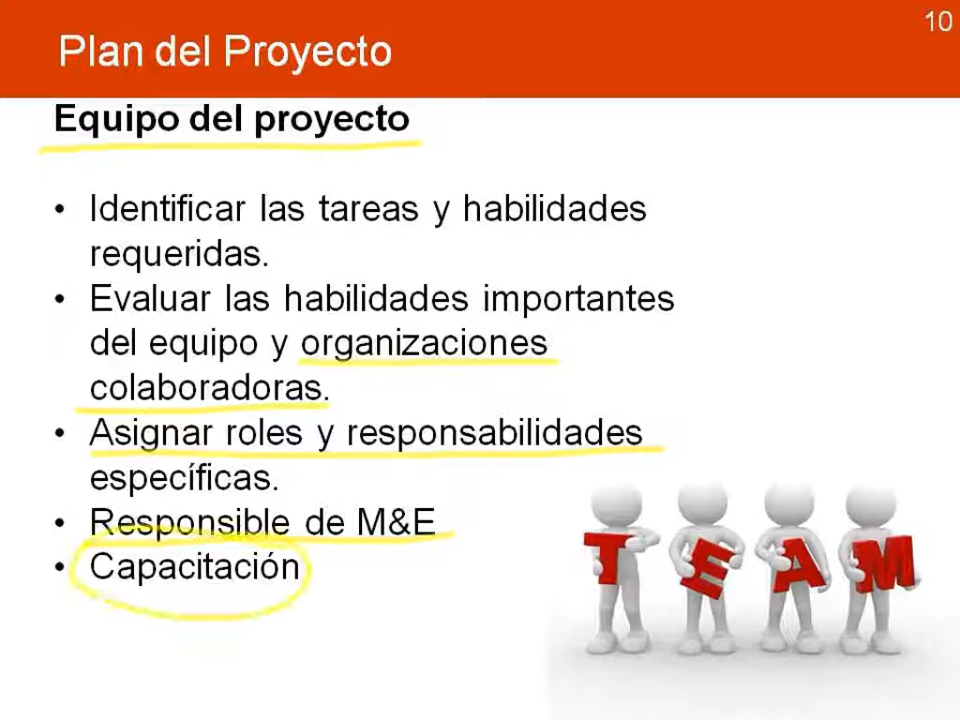 10
Plan del Proyecto
Equipo del proyecto
• Identificar las tareas y habilidades
requeridas.
• Evaluar las habilidades importantes
del equipo y organizaciones
colaboradoras.
• Asignar roles y responsabilidades
específicas.
• Responsible de M&E
• Capacitación
TEAM